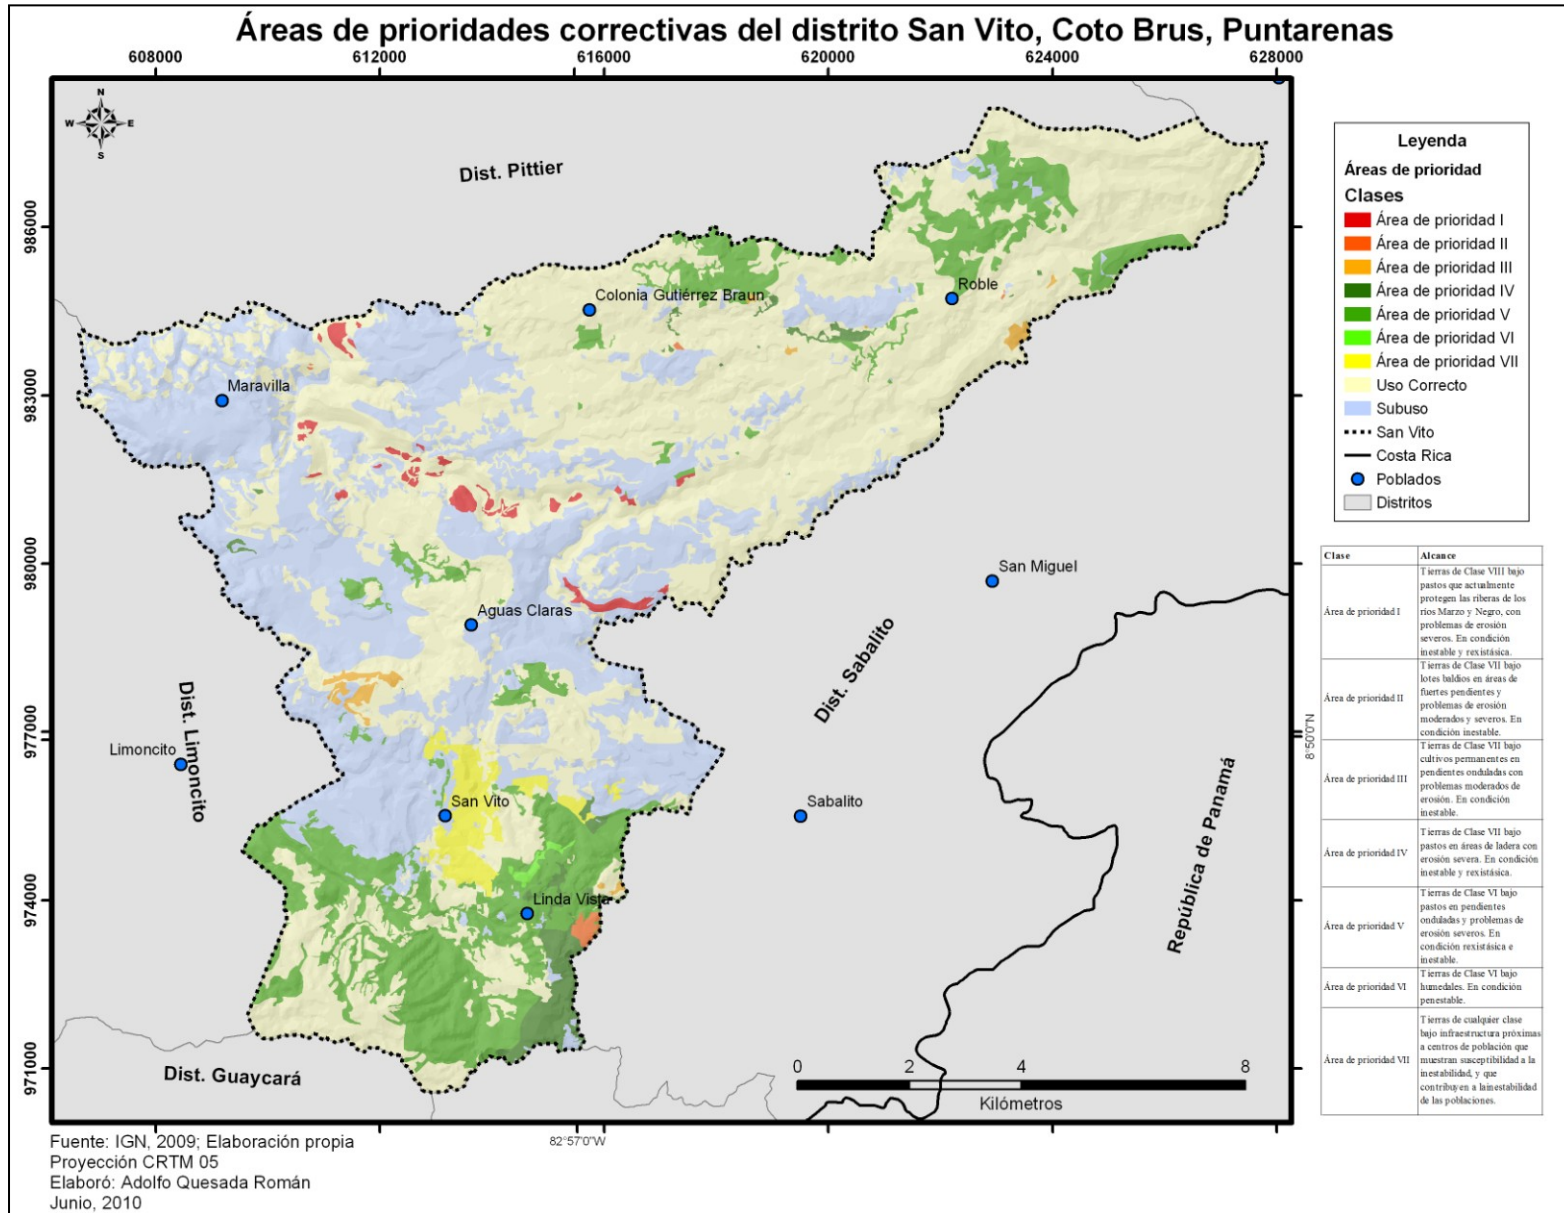 Áreas de prioridades correctivas del distrito San Vito, Coto Brus, Puntarenas
608000 612000 616000 620000 624000 628000
N
W E
S
Dist. Pittier
986000
983000
980000
977000
974000
971000
Roble
Colonia Gutiérrez Braun
Maravilla
San Miguel
Aguas Claras
Dist. Sabalito
Dist. Limoncito
Limoncito
San Vito
Sabalito
República de Panamá
Linda Vista
Dist. Guaycará
8°50'0"N
0 2 4 8
Kilómetros
82°57'0"W
Fuente: IGN, 2009; Elaboración propia
Proyección CRTM 05
Elaboró: Adolfo Quesada Román
Junio, 2010
Leyenda
Áreas de prioridad
Clases
Área de prioridad I
Área de prioridad II
Área de prioridad III
Área de prioridad IV
Área de prioridad V
Área de prioridad VI
Área de prioridad VII
Uso Correcto
Subuso
San Vito
Costa Rica
Poblados
Distritos
Clase Alcance
Área de prioridad I
Tierras de Clase VIII bajo
pastos que actualmente
protegen las riberas de los
ríos Marzo y Negro, con
problemas de erosión
severos. En condición
inestable y rexistásica.
Área de prioridad II
Tierras de Clase VII bajo
lotes baldíos en áreas de
fuertes pendientes y
problemas de erosión
moderados y severos. En
condición inestable.
Área de prioridad III
Tierras de Clase VII bajo
cultivos permanentes en
pendientes onduladas con
problemas moderados de
erosión. En condición
inestable.
Área de prioridad IV
Tierras de Clase VII bajo
pastos en áreas de ladera con
erosión severa. En condición
inestable y rexistásica.
Área de prioridad V
Tierras de Clase VI bajo
pastos en pendientes
onduladas y problemas de
erosión severos. En
condición rexistásica e
inestable.
Área de prioridad VI
Tierras de Clase VI bajo
humedales. En condición
penestable.
Área de prioridad VII
Tierras de cualquier clase
bajo infraestructura próximas
a centros de población que
muestran susceptibilidad a la
inestabilidad, y que
contribuyen a lainestabilidad
de las poblaciones.